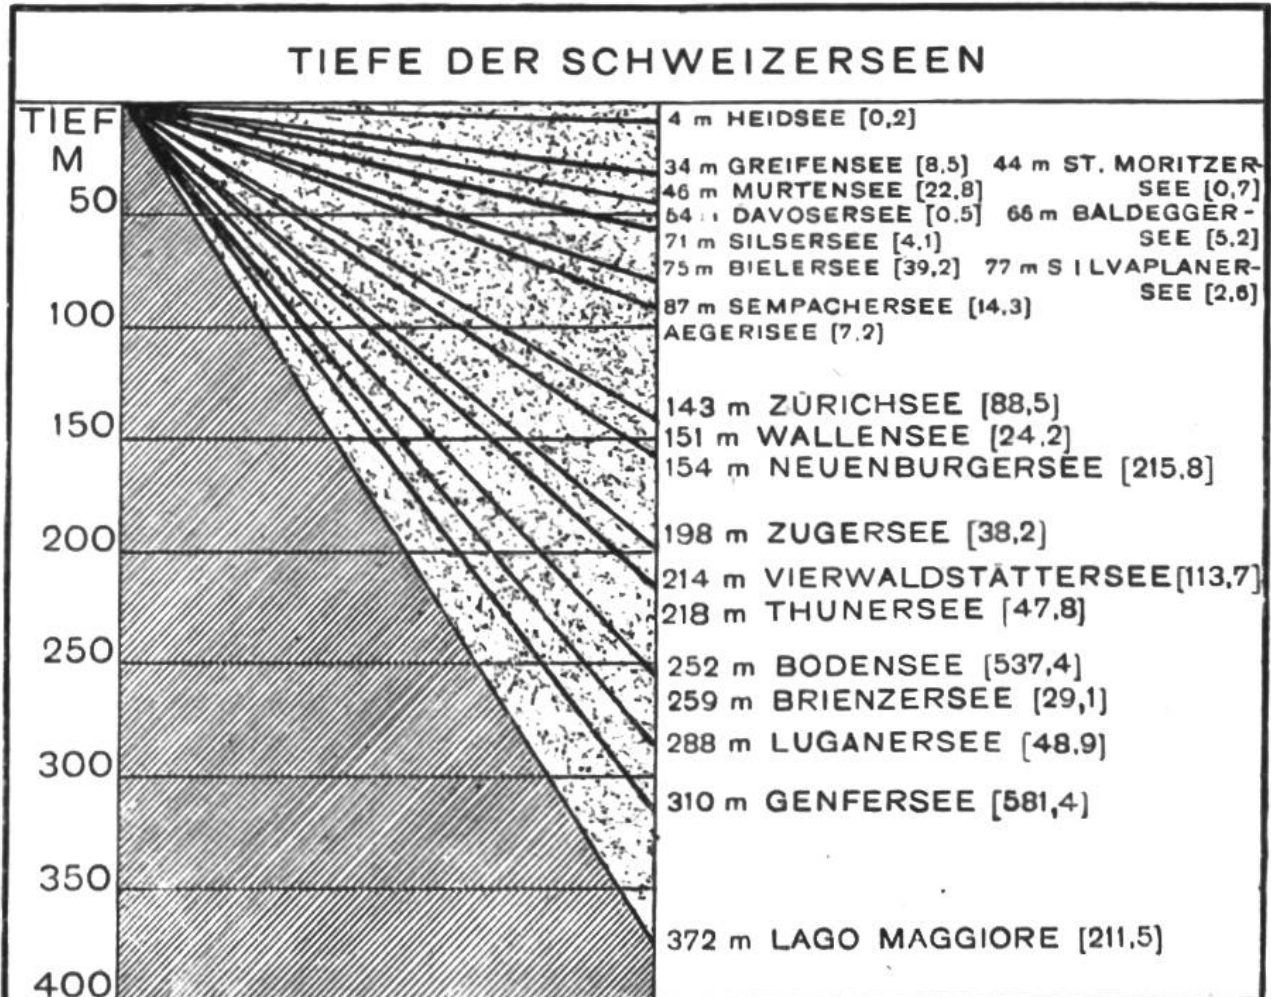 TIEFE DER SCHWEIZERSEEN
TIEF
M
50
100
150
200
250
300
350
400
4 m HEIDSEE [0,2]
34 m GREIFENSEE [8,5] 44 m ST. MORITZER-
46 m MURTENSEE [22,8] SEE [0,7]
54 DAVOSERSEE [0,5] 66 m BALDEGGER-
71 m SILSERSEE [4,1] SEE [5,2]
75 m BIELERSEE [39,2] 77 m SILVAPLANER-
SEE [2,6]
87 m SEMPACHERSEE [14,3]
AEGERISEE [7,2]
143 m ZÜRICHSEE [88,5]
151 m WALLENSEE [24,2]
154 m NEUENBURGERSEE [215,8]
198 m ZUGERSEE [38,2]
214 m VIERWALDSTÄTTERSEE [113,7]
218 m THUNERSEE [47,8]
252 m BODENSEE [537,4]
259 m BRIENZERSEE [29,1]
288 m LUGANERSEE [48,9]
310 m GENFERSEE [581,4]
372 m LAGO MAGGIORE [211,5]